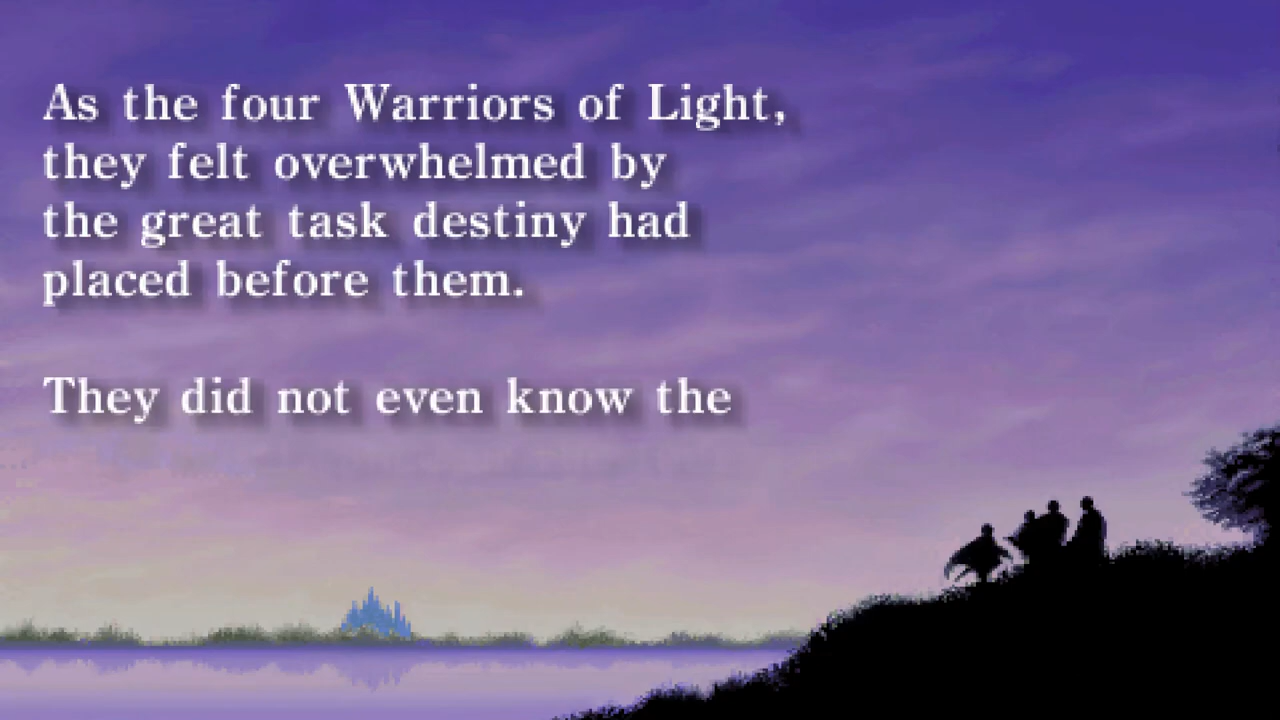 As the four Warriors of Light,
they felt overwhelmed by
the great task destiny had
placed before them.
They did not even know the